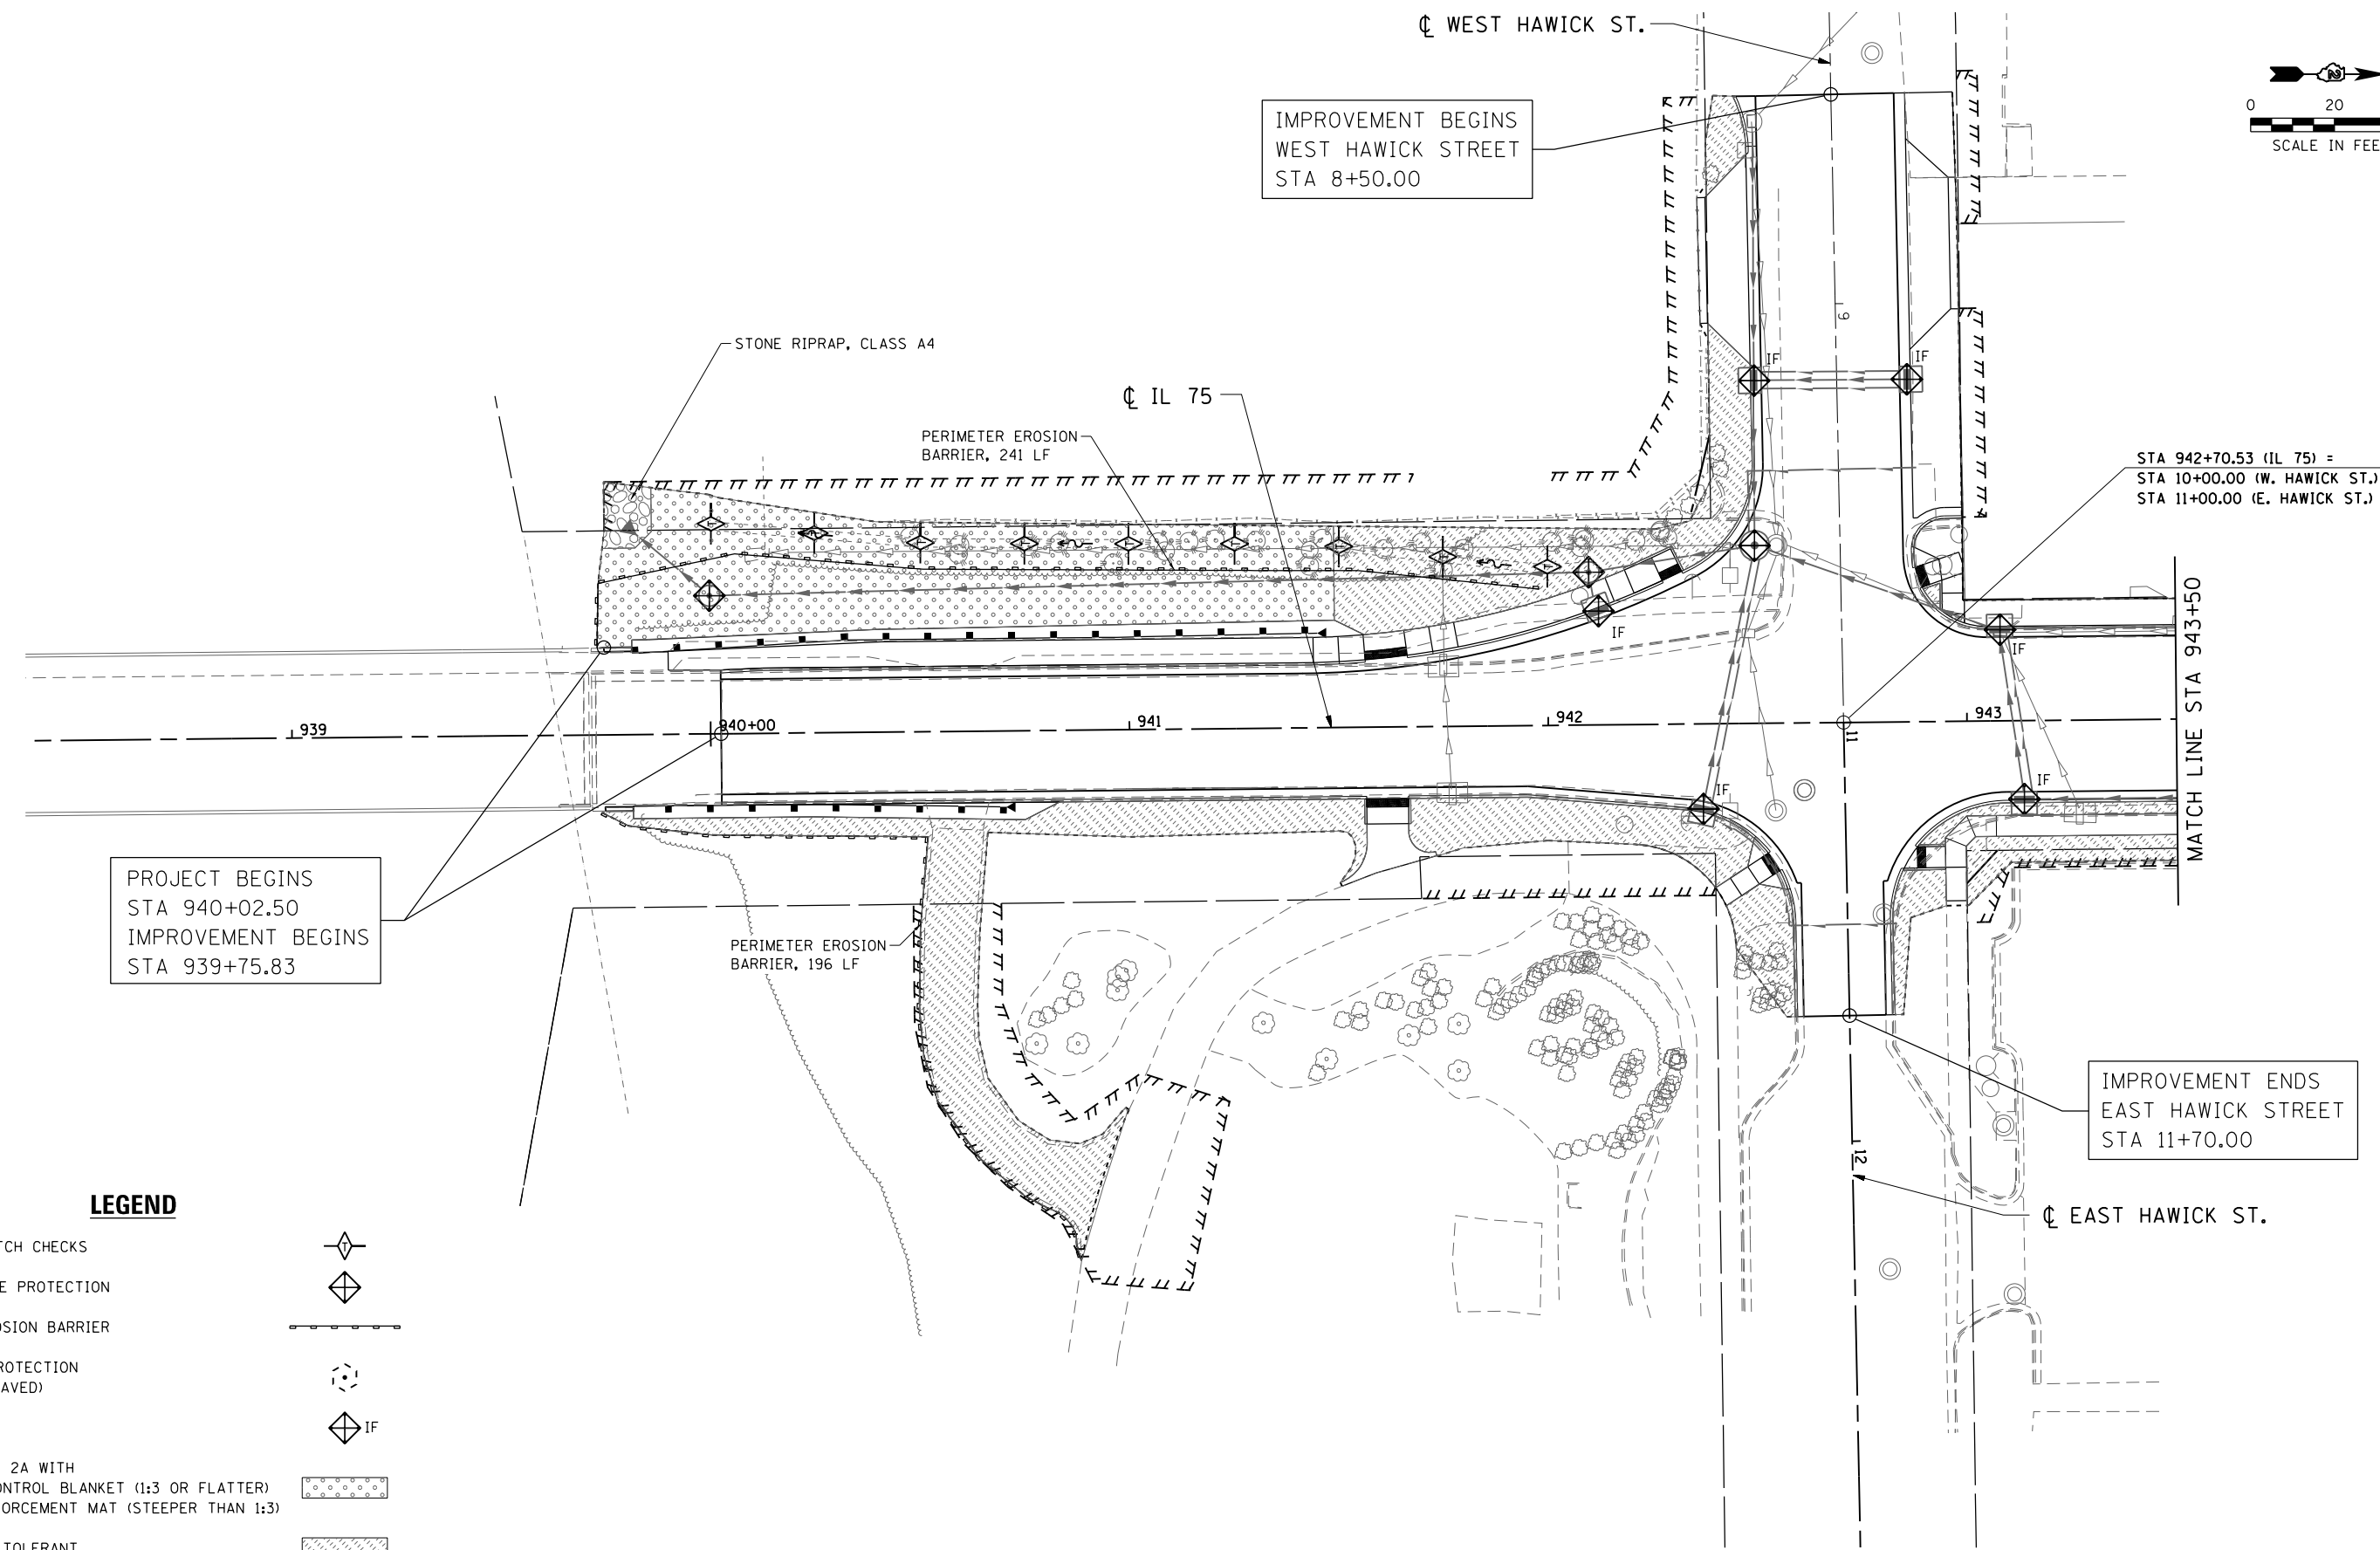 ℄ WEST HAWICK ST.
IMPROVEMENT BEGINS
WEST HAWICK STREET
STA 8+50.00
0 20
SCALE IN FEE
9
STONE RIPRAP, CLASS A4
℄ IL 75
PERIMETER EROSION
BARRIER, 241 LF
IF
IF
STA 942+70.53 (IL 75) =
STA 10+00.00 (W. HAWICK ST.)
STA 11+00.00 (E. HAWICK ST.)
T
T
T
T
T
T
T
T
IF
IF
MATCH LINE STA 943+50
939
940+00
941
942
943
11
IF
IF
PROJECT BEGINS
STA 940+02.50
IMPROVEMENT BEGINS
STA 939+75.83
PERIMETER EROSION
BARRIER, 196 LF
IMPROVEMENT ENDS
EAST HAWICK STREET
STA 11+70.00
12
℄ EAST HAWICK ST.
LEGEND
TCH CHECKS
T
E PROTECTION
OSION BARRIER
ROTECTION
AVED)
IF
2A WITH
ONTROL BLANKET (1:3 OR FLATTER)
FORCEMENT MAT (STEEPER THAN 1:3)
TOLERANT